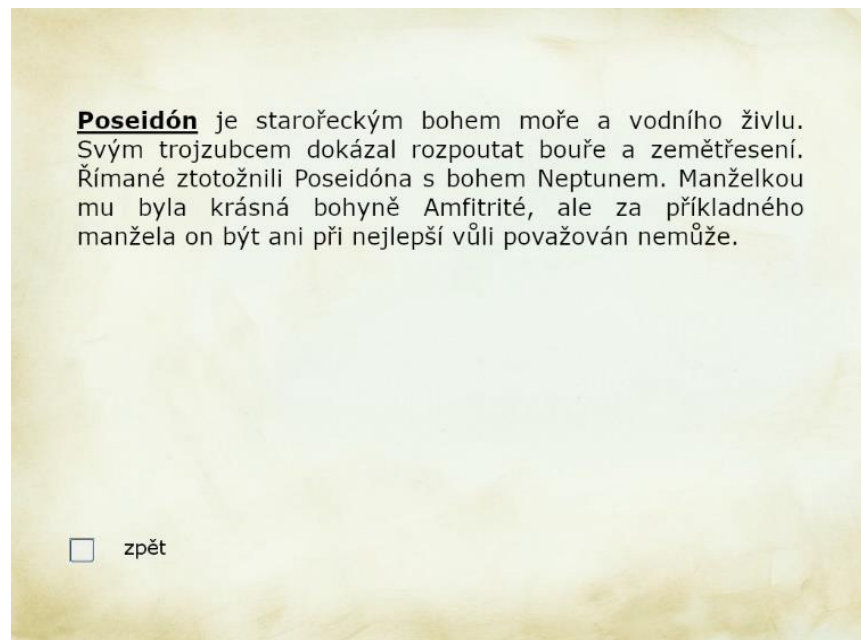 Poseidón je starořeckým bohem moře a vodního živlu.
Svým trojzubcem dokázal rozpoutat bouře a zemětřesení.
Římané ztotožnili Poseidóna s bohem Neptunem. Manželkou
mu byla krásná bohyně Amfitrité, ale za příkladného
manžela on být ani při nejlepší vůli považován nemůže.
zpět